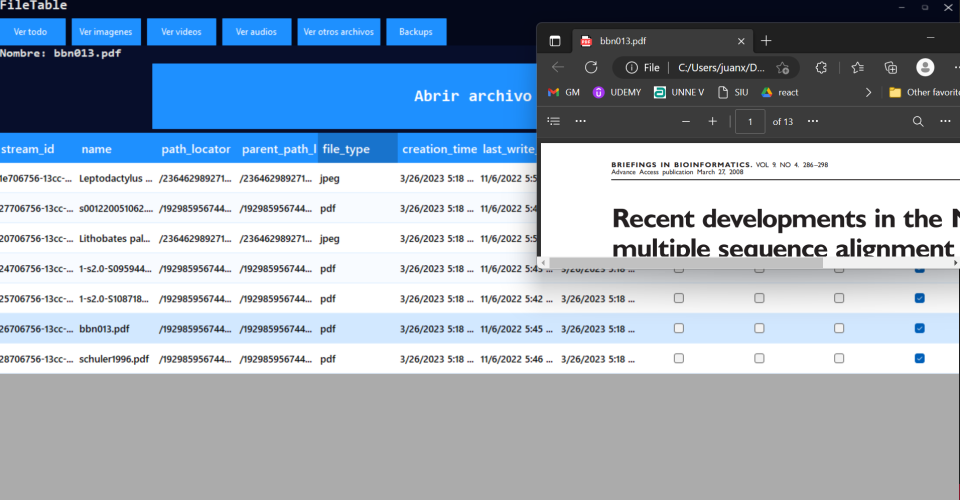 FileTable
Ver todo
Ver imagenes
Ver videos
Ver audios
Ver otros archivos
Backups
Nombre: bbn013.pdf
Abrir archivo
bbn013.pdf
File
C:/Users/juanx/D...
GM
UDEMY
UNNE V
SIU
react
Other favorite
1
of 13
BRIEFINGS IN BIOINFORMATICS. VOL 9. NO 4. 286–298
Advance Access publication March 27, 2008
Recent developments in the
multiple sequence alignment
stream_id name path_locator parent_path_l file_type creation_time last_write_
1e706756-13cc-... Leptodactylus ... /236462989271... /236462989271... jpeg 3/26/2023 5:18 ... 11/6/2022 5:5
27706756-13cc-... s001220051062.... /192985956744... /192985956744... pdf 3/26/2023 5:18 ... 11/6/2022 5:4
20706756-13cc-... Lithobates pal... /236462989271... /236462989271... jpeg 3/26/2023 5:18 ... 11/6/2022 5:5
24706756-13cc-... 1-s2.0-S095944... /192985956744... /192985956744... pdf 3/26/2023 5:18 ... 11/6/2022 5:43 ... 3/26/2023 5:18 ...
25706756-13cc-... 1-s2.0-S108718... /192985956744... /192985956744... pdf 3/26/2023 5:18 ... 11/6/2022 5:42 ... 3/26/2023 5:18 ...
26706756-13cc-... bbn013.pdf /192985956744... /192985956744... pdf 3/26/2023 5:18 ... 11/6/2022 5:45 ... 3/26/2023 5:18 ...
28706756-13cc-... schuler1996.pdf /192985956744... /192985956744... pdf 3/26/2023 5:18 ... 11/6/2022 5:46 ... 3/26/2023 5:18 ...